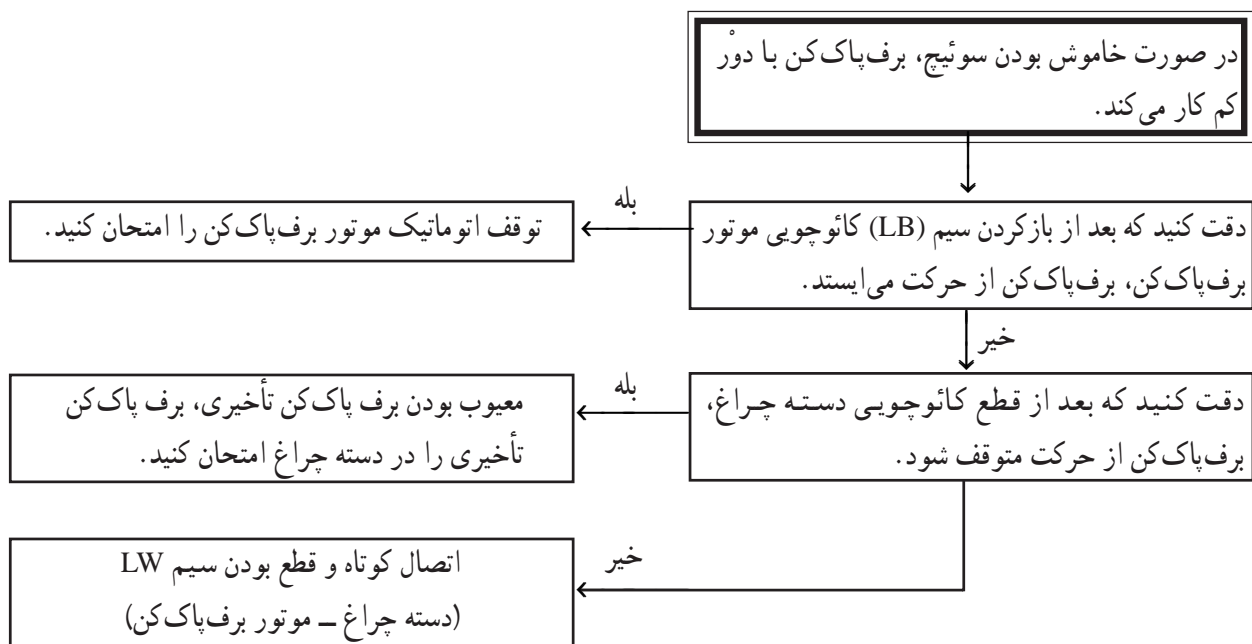 در صورت خاموش بودن سوئیچ، برف‌پاک‌کن با دوْر
کم کار می‌کند.
دقت کنید که بعد از بازکردن سیم (LB) کائوچویی موتور
برف‌پاک‌کن، برف‌پاک‌کن از حرکت می‌ایستد.
بله
توقف اتوماتیک موتور برف‌پاک‌کن را امتحان کنید.
خیر
دقت کنید که بعد از قطع کائوچویی دسته چراغ،
برف‌پاک‌کن از حرکت متوقف شود.
بله
معیوب بودن برف پاک‌کن تأخیری، برف پاک‌کن
تأخیری را در دسته چراغ امتحان کنید.
خیر
اتصال کوتاه و قطع بودن سیم LW
(دسته چراغ ــ موتور برف‌پاک‌کن)